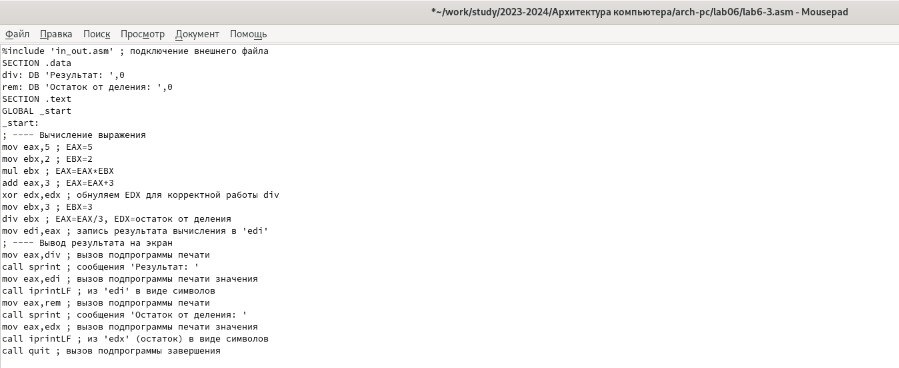 *~/work/study/2023-2024/Архитектура компьютера/arch-pc/lab06/lab6-3.asm - Mousepad
Файл Правка Поиск Просмотр Документ Помощь
%include 'in_out.asm' ; подключение внешнего файла
SECTION .data
div: DB 'Результат: ',0
rem: DB 'Остаток от деления: ',0
SECTION .text
GLOBAL _start
_start:
; ---- Вычисление выражения
mov eax,5 ; EAX=5
mov ebx,2 ; EBX=2
mul ebx ; EAX=EAX*EBX
add eax,3 ; EAX=EAX+3
xor edx,edx ; обнуляем EDX для корректной работы div
mov ebx,3 ; EBX=3
div ebx ; EAX=EAX/3, EDX=остаток от деления
mov edi,eax ; запись результата вычисления в 'edi'
; ---- Вывод результата на экран
mov eax,div ; вызов подпрограммы печати
call sprint ; сообщения 'Результат: '
mov eax,edi ; вызов подпрограммы печати значения
call iprintLF ; из 'edi' в виде символов
mov eax,rem ; вызов подпрограммы печати
call sprint ; сообщения 'Остаток от деления: '
mov eax,edx ; вызов подпрограммы печати значения
call iprintLF ; из 'edx' (остаток) в виде символов
call quit ; вызов подпрограммы завершения